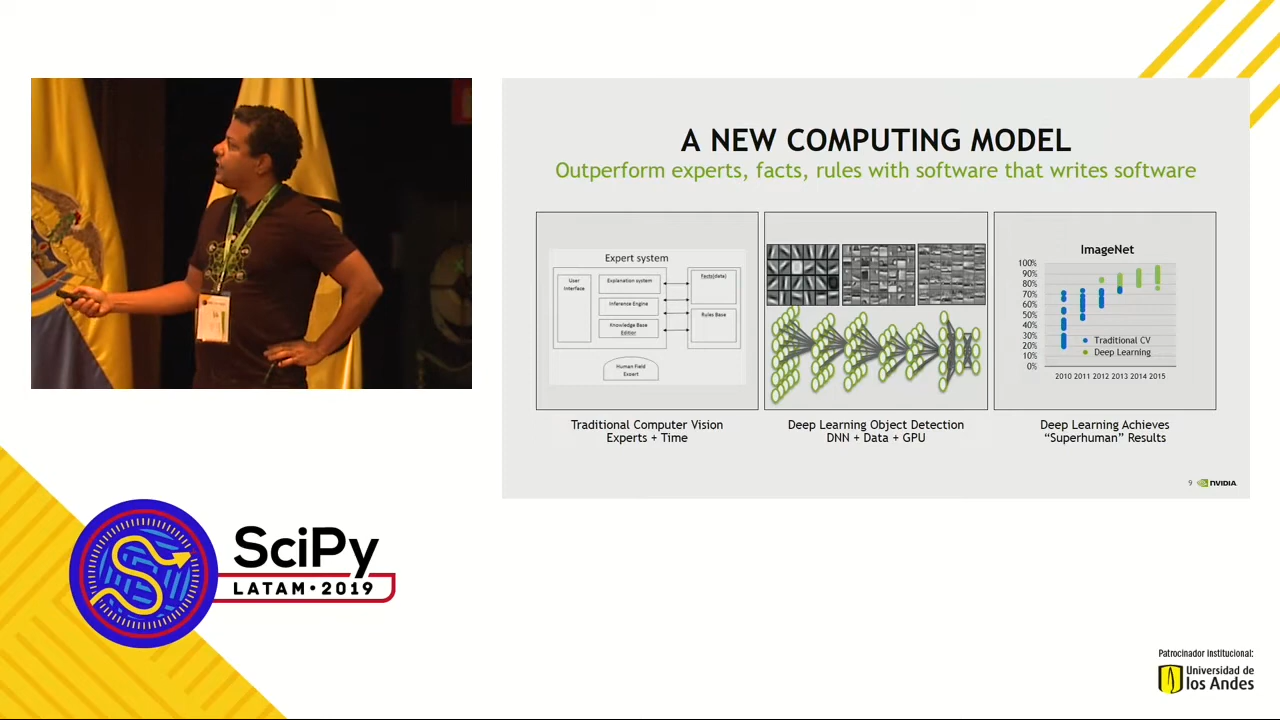 A NEW COMPUTING MODEL
Outperform experts, facts, rules with software that writes software
Expert system
User
Interface
Explanation system
Inference Engine
Knowledge Base
Editior
Facts(data)
Rules Base
Human Field
Expert
Traditional Computer Vision
Experts + Time
Deep Learning Object Detection
DNN + Data + GPU
ImageNet
100%
90%
80%
70%
60%
50%
40%
30%
20%
10%
0%
Traditional CV
Deep Learning
2010 2011 2012 2013 2014 2015
Deep Learning Achieves
“Superhuman” Results
9 NVIDIA
SciPy
LATAM·2019
Patrocinador institucional:
Universidad de
los Andes